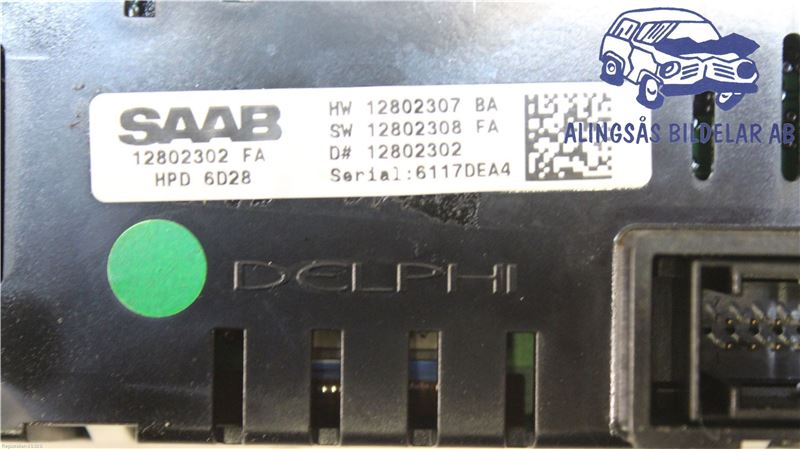 SAAB
12802302 FA
HPD 6D28
HW 12802307 BA
SW 12802308 FA
D# 12802302
Serial:6117DEA4
ALINGSÅS BILDELAR AB
DELPHI